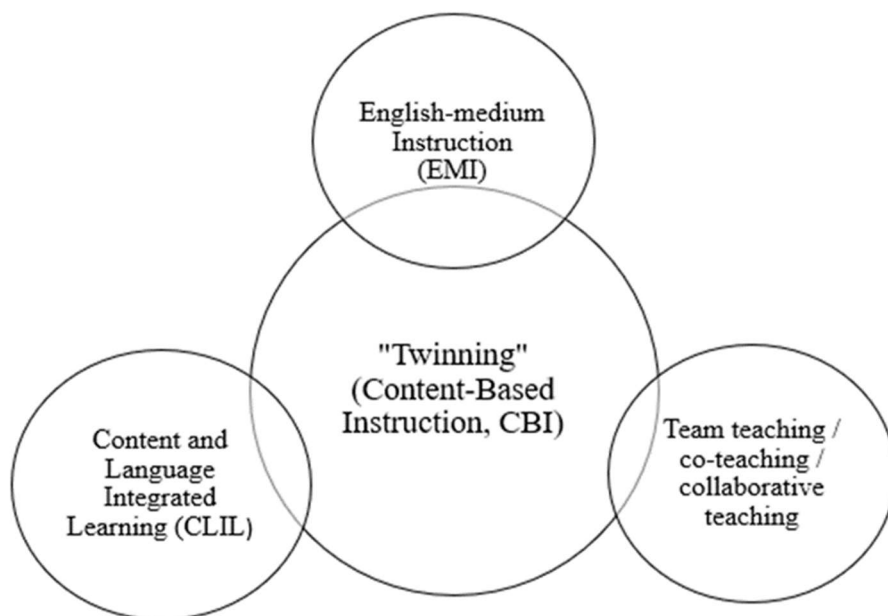 English-medium
Instruction
(EMI)
"Twinning"
(Content-Based
Instruction, CBI)
Content and
Language
Integrated
Learning (CLIL)
Team teaching /
co-teaching /
collaborative
teaching